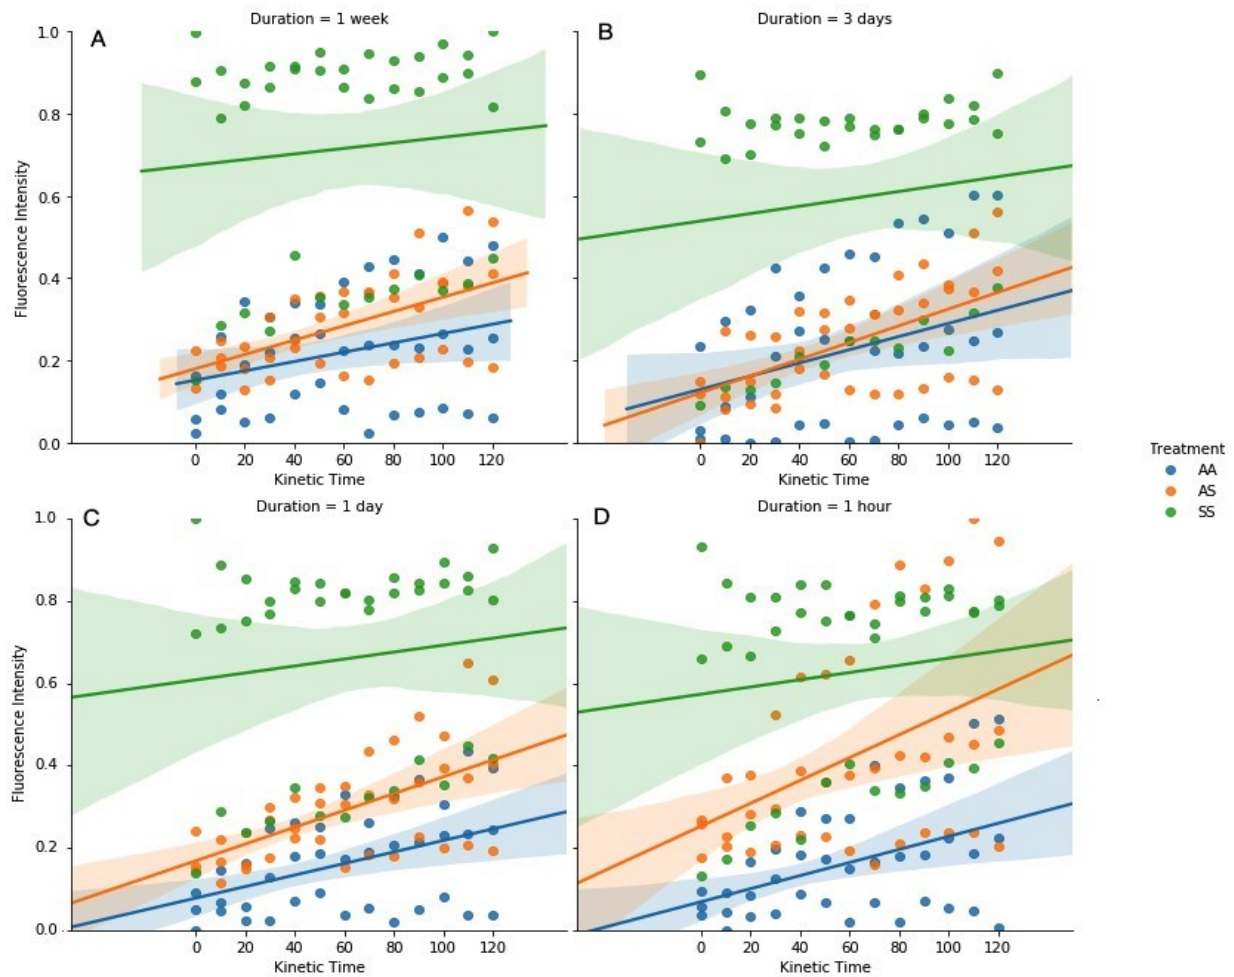 Duration = 1 week
Duration = 3 days
A
B
1.0
0.8
0.6
0.4
0.2
0.0
Fluorescence Intensity
0 20 40 60 80 100 120
0 20 40 60 80 100 120
Kinetic Time
Kinetic Time
Treatment
AA
AS
SS
Duration = 1 day
Duration = 1 hour
C
D
1.0
0.8
0.6
0.4
0.2
0.0
Fluorescence Intensity
0 20 40 60 80 100 120
0 20 40 60 80 100 120
Kinetic Time
Kinetic Time